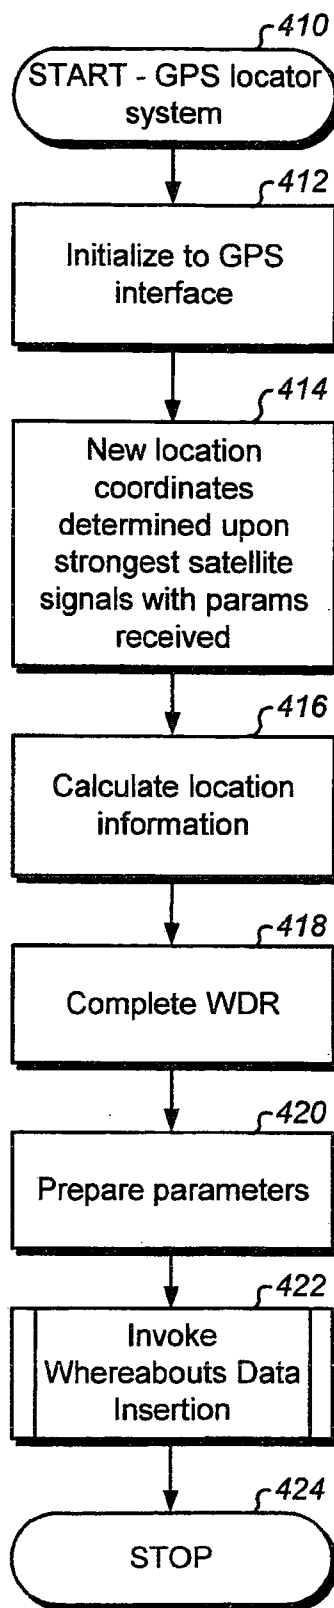 410
START - GPS locator
system
412
Initialize to GPS
interface
414
New location
coordinates
determined upon
strongest satellite
signals with params
received
416
Calculate location
information
418
Complete WDR
420
Prepare parameters
422
Invoke
Whereabouts Data
Insertion
424
STOP